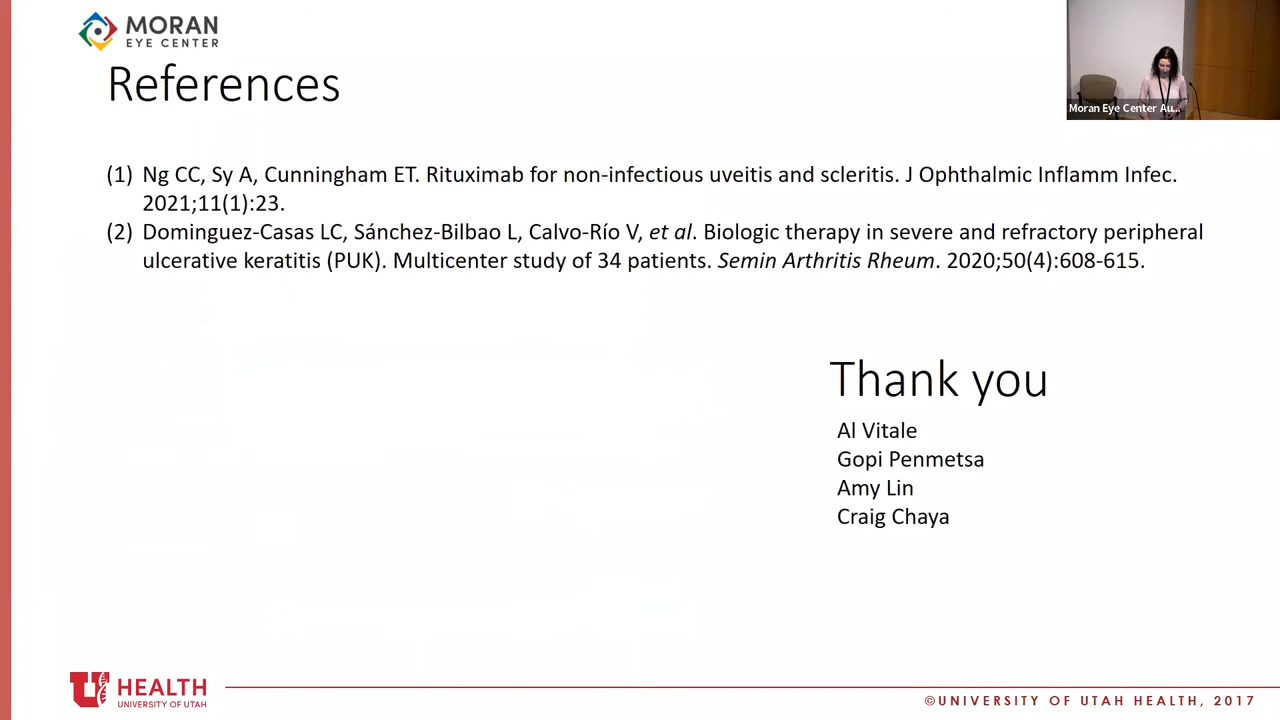 MORAN
EYE CENTER
References
Moran Eye Center Au...
(1) Ng CC, Sy A, Cunningham ET. Rituximab for non-infectious uveitis and scleritis. J Ophthalmic Inflamm Infec.
2021;11(1):23.
(2) Dominguez-Casas LC, Sánchez-Bilbao L, Calvo-Río V, et al. Biologic therapy in severe and refractory peripheral
ulcerative keratitis (PUK). Multicenter study of 34 patients. Semin Arthritis Rheum. 2020;50(4):608-615.
Thank you
Al Vitale
Gopi Penmetsa
Amy Lin
Craig Chaya
U HEALTH
UNIVERSITY OF UTAH
©UNIVERSITY OF UTAH HEALTH, 2017